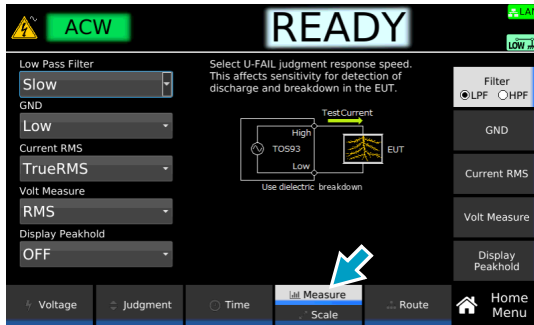 ACW
READY
LAN
LOW
Low Pass Filter
Slow
GND
Low
Current RMS
TrueRMS
Volt Measure
RMS
Display Peakhold
OFF
Select U-FAIL judgment response speed.
This affects sensitivity for detection of
discharge and breakdown in the EUT.
TestCurrent
High
TOS93
EUT
Low
Use dielectric breakdown
Filter
LPF HPF
GND
Current RMS
Volt Measure
Display
Peakhold
Voltage
Judgment
Time
Measure
Scale
Route
Home
Menu